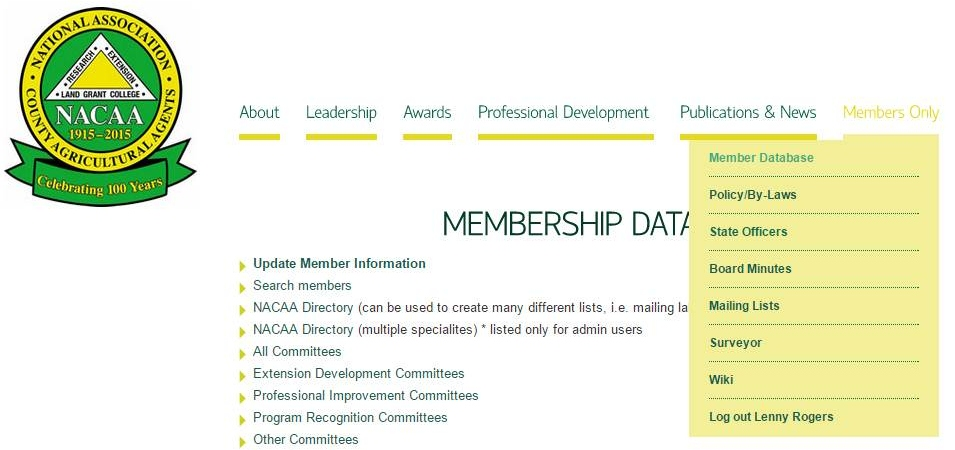 NATIONAL ASSOCIATION
COUNTY AGRICULTURAL AGENTS
RESEARCH
EXTENSION
LAND GRANT COLLEGE
NACAA
1915-2015
Celebrating 100 Years
About Leadership Awards Professional Development Publications & News Members Only
Member Database
Policy/By-Laws
State Officers
Board Minutes
Mailing Lists
Surveyor
Wiki
Log out Lenny Rogers
MEMBERSHIP DATA
Update Member Information
Search members
NACAA Directory (can be used to create many different lists, i.e. mailing la
NACAA Directory (multiple specialites) * listed only for admin users
All Committees
Extension Development Committees
Professional Improvement Committees
Program Recognition Committees
Other Committees